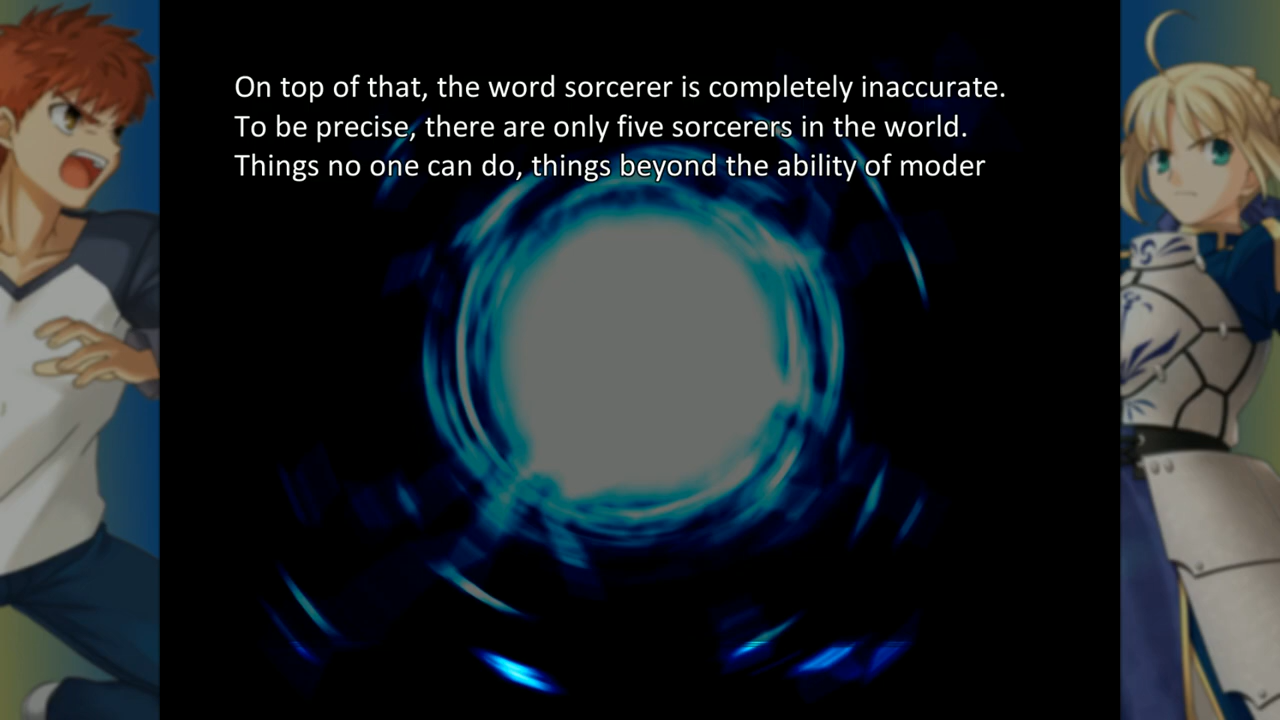 On top of that, the word sorcerer is completely inaccurate.
To be precise, there are only five sorcerers in the world.
Things no one can do, things beyond the ability of moder